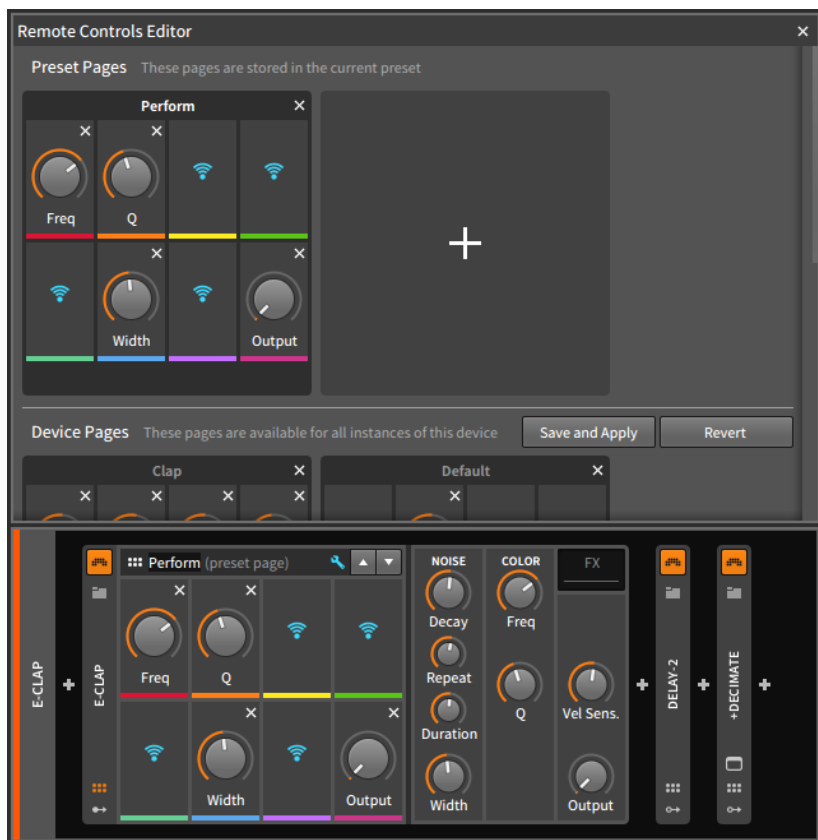 Remote Controls Editor
Preset Pages These pages are stored in the current preset
Perform
Freq Q
Width Output
Device Pages These pages are available for all instances of this device Save and Apply Revert
Clap Default
E-CLAP
E-CLAP
Perform (preset page)
Freq Q
Width Output
NOISE COLOR FX
Decay Freq
Repeat
Q Vel Sens.
Duration
Width Output
DELAY-2
+DECIMATE